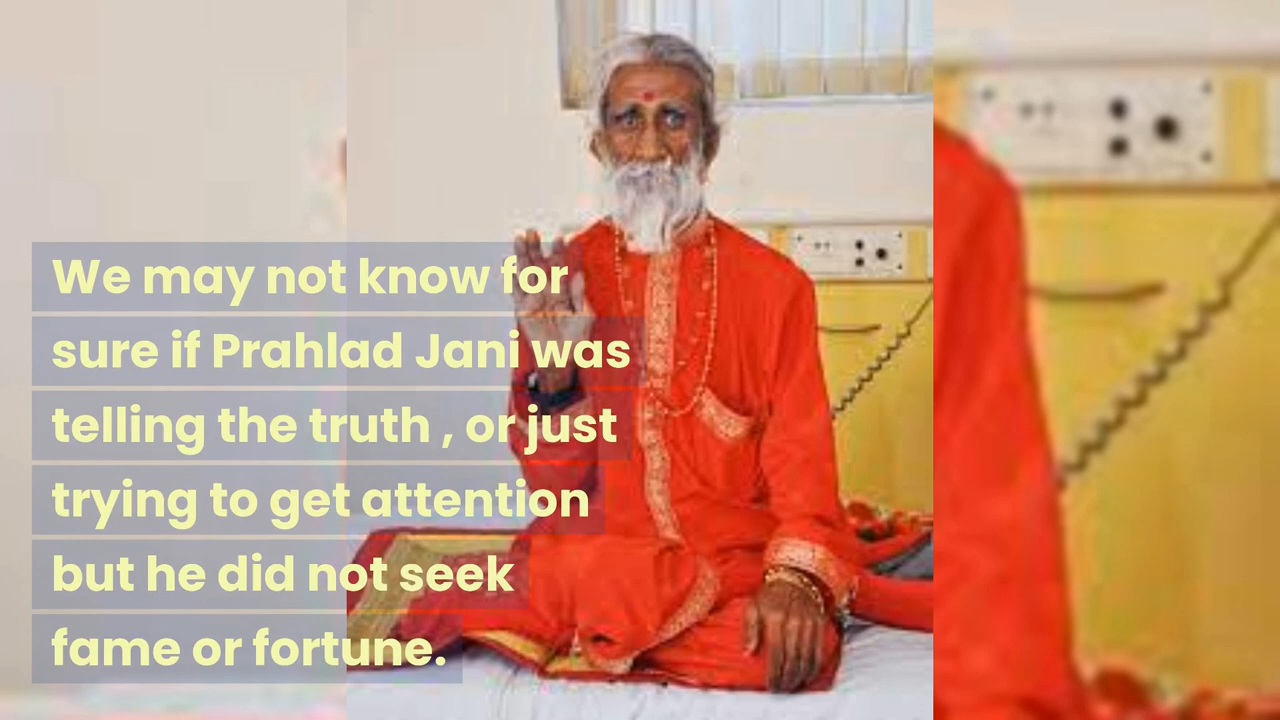 We may not know for
sure if Prahlad Jani was
telling the truth , or just
trying to get attention
but he did not seek
fame or fortune.